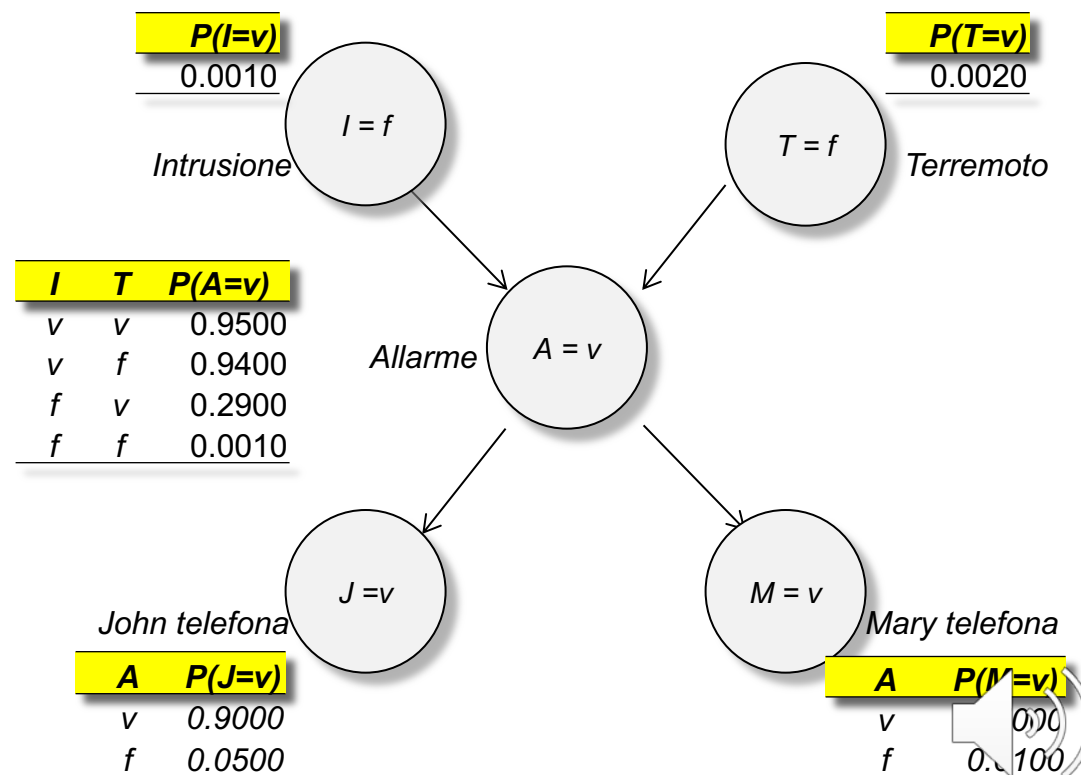 P(I=v)
0.0010
I = f
Intrusione
P(T=v)
0.0020
T = f
Terremoto
I T P(A=v)
v v 0.9500
v f 0.9400
f v 0.2900
f f 0.0010
Allarme
A = v
J =v
John telefona
A P(J=v)
v 0.9000
f 0.0500
M = v
Mary telefona
A P(M=v)
v
f